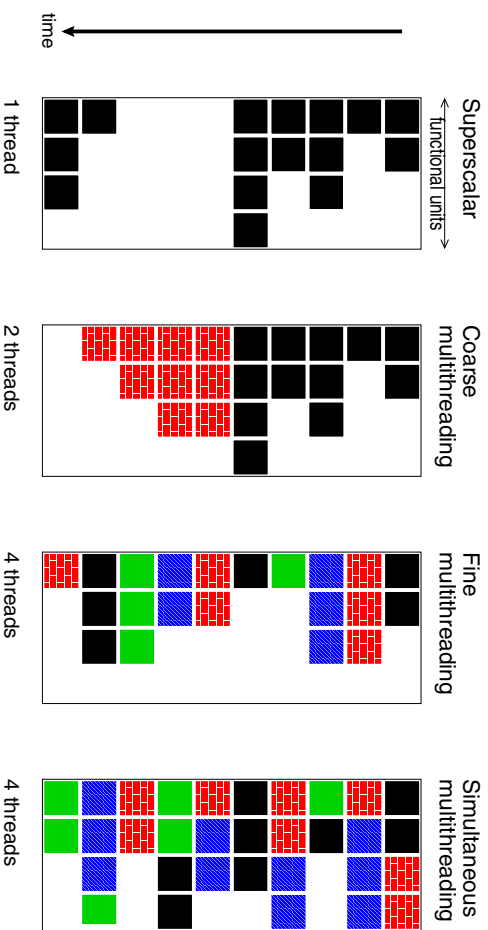 time
Superscalar
functional units
1 thread
Coarse
multithreading
2 threads
Fine
multithreading
4 threads
Simultaneous
multithreading
4 threads